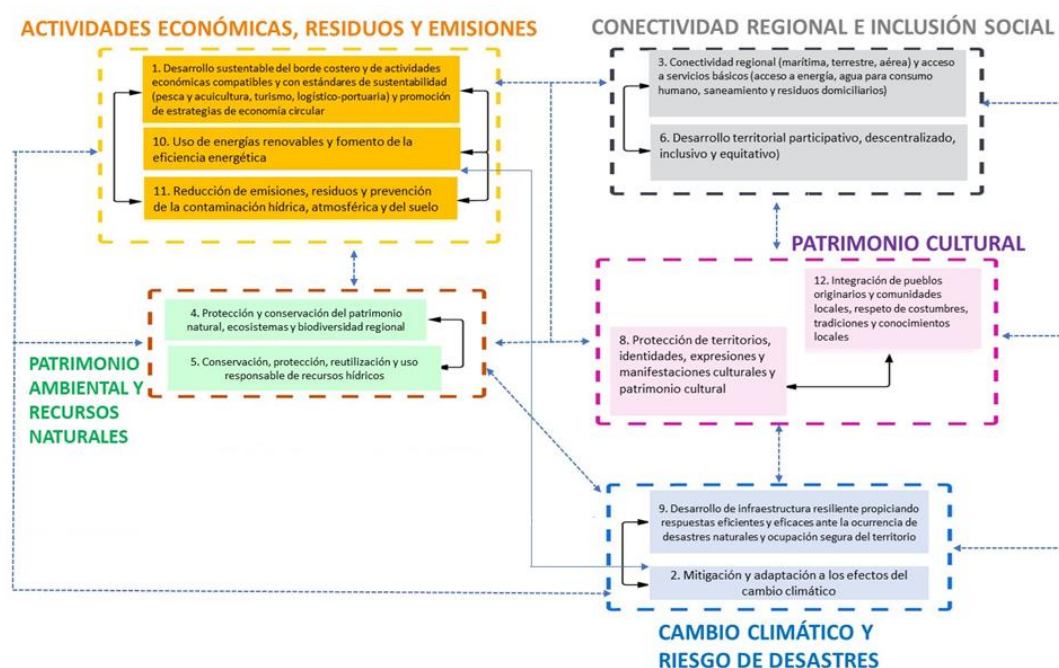 ACTIVIDADES ECONÓMICAS, RESIDUOS Y EMISIONES
1. Desarrollo sustentable del borde costero y de actividades
económicas compatibles y con estándares de sustentabilidad
(pesca y acuicultura, turismo, logístico-portuaria) y promoción
de estrategias de economía circular
10. Uso de energías renovables y fomento de la
eficiencia energética
11. Reducción de emisiones, residuos y prevención
de la contaminación hídrica, atmosférica y del suelo
CONECTIVIDAD REGIONAL E INCLUSIÓN SOCIAL
3. Conectividad regional (marítima, terrestre, aérea) y acceso
a servicios básicos (acceso a energía, agua para consumo
humano, saneamiento y residuos domiciliarios)
6. Desarrollo territorial participativo, descentralizado,
inclusivo y equitativo)
4. Protección y conservación del patrimonio
natural, ecosistemas y biodiversidad regional
5. Conservación, protección, reutilización y uso
responsable de recursos hídricos
PATRIMONIO
AMBIENTAL Y
RECURSOS
NATURALES
PATRIMONIO CULTURAL
12. Integración de pueblos
originarios y comunidades
locales, respeto de costumbres,
tradiciones y conocimientos
locales
8. Protección de territorios,
identidades, expresiones y
manifestaciones culturales y
patrimonio cultural
9. Desarrollo de infraestructura resiliente propiciando
respuestas eficientes y eficaces ante la ocurrencia de
desastres naturales y ocupación segura del territorio
2. Mitigación y adaptación a los efectos del
cambio climático
CAMBIO CLIMÁTICO Y
RIESGO DE DESASTRES